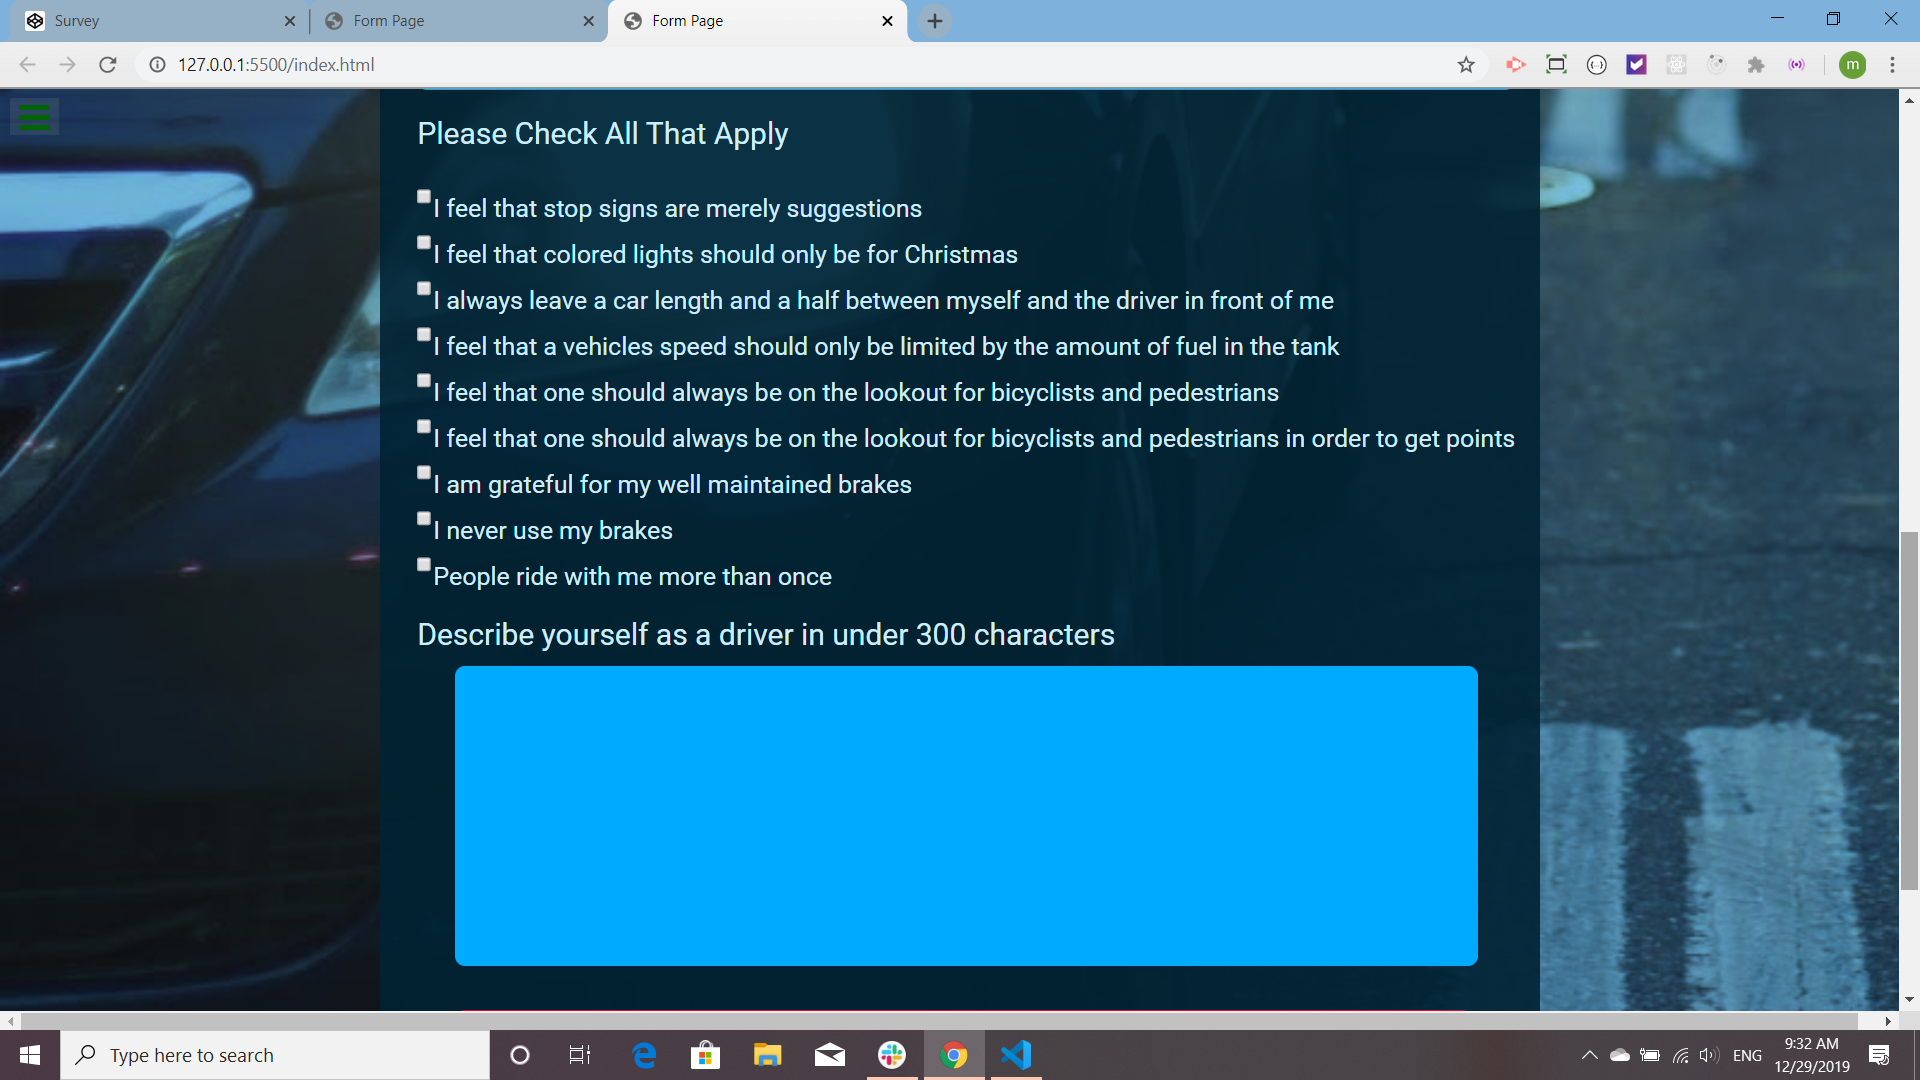 Survey
Form Page
Form Page
127.0.0.1:5500/index.html
m
Please Check All That Apply
I feel that stop signs are merely suggestions
I feel that colored lights should only be for Christmas
I always leave a car length and a half between myself and the driver in front of me
I feel that a vehicles speed should only be limited by the amount of fuel in the tank
I feel that one should always be on the lookout for bicyclists and pedestrians
I feel that one should always be on the lookout for bicyclists and pedestrians in order to get points
I am grateful for my well maintained brakes
I never use my brakes
People ride with me more than once
Describe yourself as a driver in under 300 characters
Type here to search
ENG
9:32 AM
12/29/2019